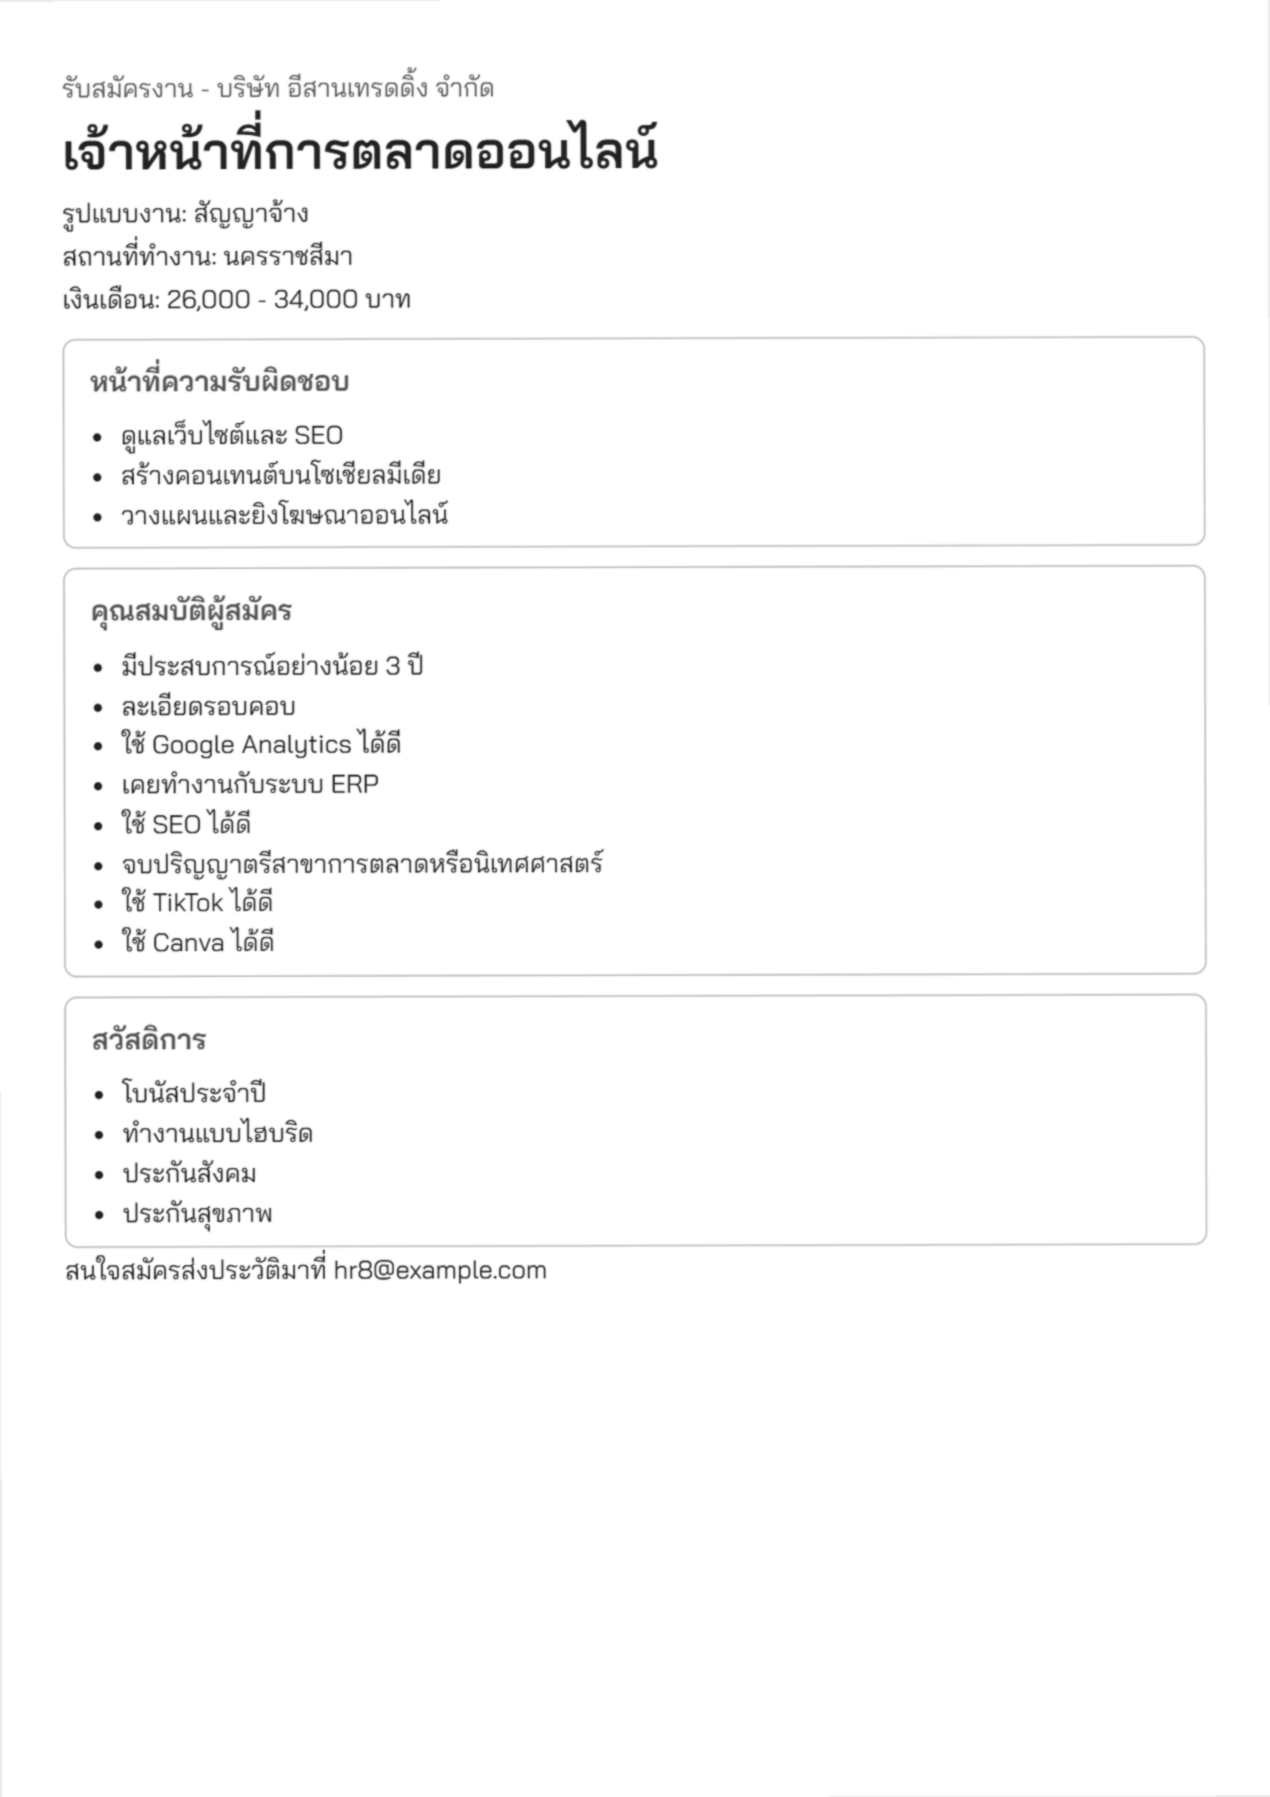 รับสมัครงาน - บริษัท อีสานเทรดดิ้ง จำกัด
เจ้าหน้าที่การตลาดออนไลน์
รูปแบบงาน: สัญญาจ้าง
สถานที่ทำงาน: นครราชสีมา
เงินเดือน: 26,000 - 34,000 บาท
หน้าที่ความรับผิดชอบ
• ดูแลเว็บไซต์และ SEO
• สร้างคอนเทนต์บนโซเชียลมีเดีย
• วางแผนและยิงโฆษณาออนไลน์
คุณสมบัติผู้สมัคร
• มีประสบการณ์อย่างน้อย 3 ปี
• ละเอียดรอบคอบ
• ใช้ Google Analytics ได้ดี
• เคยทำงานกับระบบ ERP
• ใช้ SEO ได้ดี
• จบปริญญาตรีสาขาการตลาดหรือนิเทศศาสตร์
• ใช้ TikTok ได้ดี
• ใช้ Canva ได้ดี
สวัสดิการ
• โบนัสประจำปี
• ทำงานแบบไฮบริด
• ประกันสังคม
• ประกันสุขภาพ
สนใจสมัครส่งประวัติมาที่ hr8@example.com